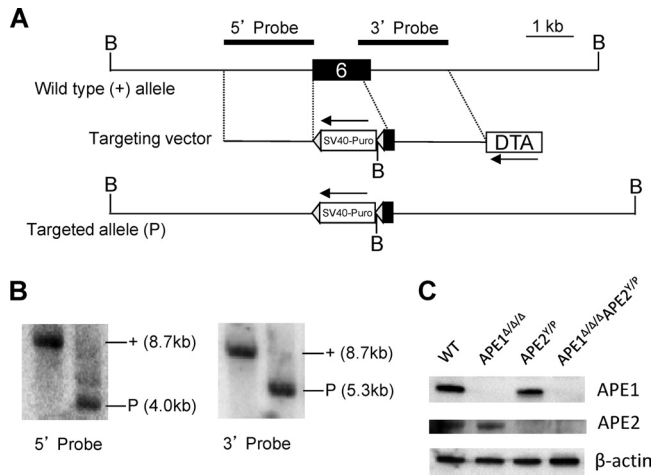 A
5’ Probe
3’ Probe
1 kb
B
B
6
Wild type (+) allele
Targeting vector
SV40-Puro
B
DTA
B
B
Targeted allele (P)
SV40-Puro
B
B
+ (8.7kb)
P (4.0kb)
5’ Probe
+ (8.7kb)
P (5.3kb)
3’ Probe
C
WT
APE1Δ/Δ/Δ
APE2Y/P
APE1Δ/Δ/ΔAPE2Y/P
APE1
APE2
β-actin